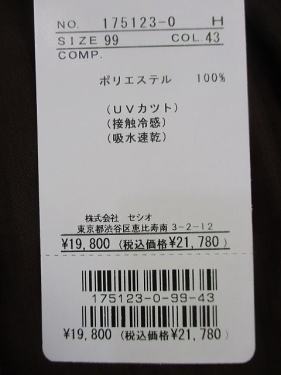 NO. 175123-0 H
SIZE 99 COL. 43
COMP.
ポリエステル 100%
(UVカット)
(接触冷感)
(吸水速乾)
株式会社 セシオ
東京都渋谷区恵比寿南3-2-12
¥19,800 (税込価格¥21,780)
175123-0-99-43
¥19,800 (税込価格¥21,780)